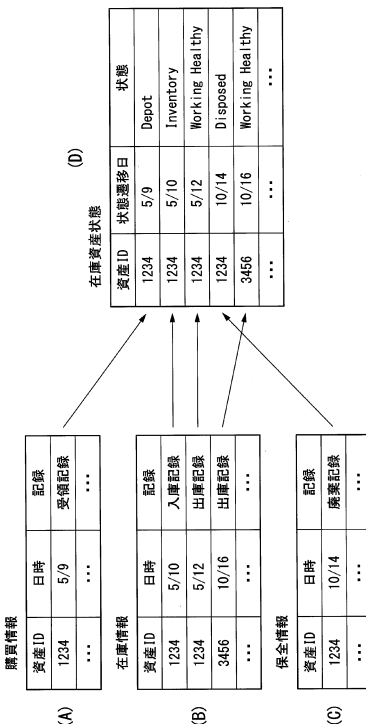 購買情報
(A)
資産ID 日時 記録
1234 5/9 受領記録
... ... ...
在庫情報
(B)
資産ID 日時 記録
1234 5/10 入庫記録
1234 5/12 出庫記録
3456 10/16 出庫記録
... ... ...
保全情報
(C)
資産ID 日時 記録
1234 10/14 廃棄記録
... ... ...
(D)
在庫資産状態
資産ID 状態遷移日 状態
1234 5/9 Depot
1234 5/10 Inventory
1234 5/12 Working Healthy
1234 10/14 Disposed
3456 10/16 Working Healthy
... ... ...